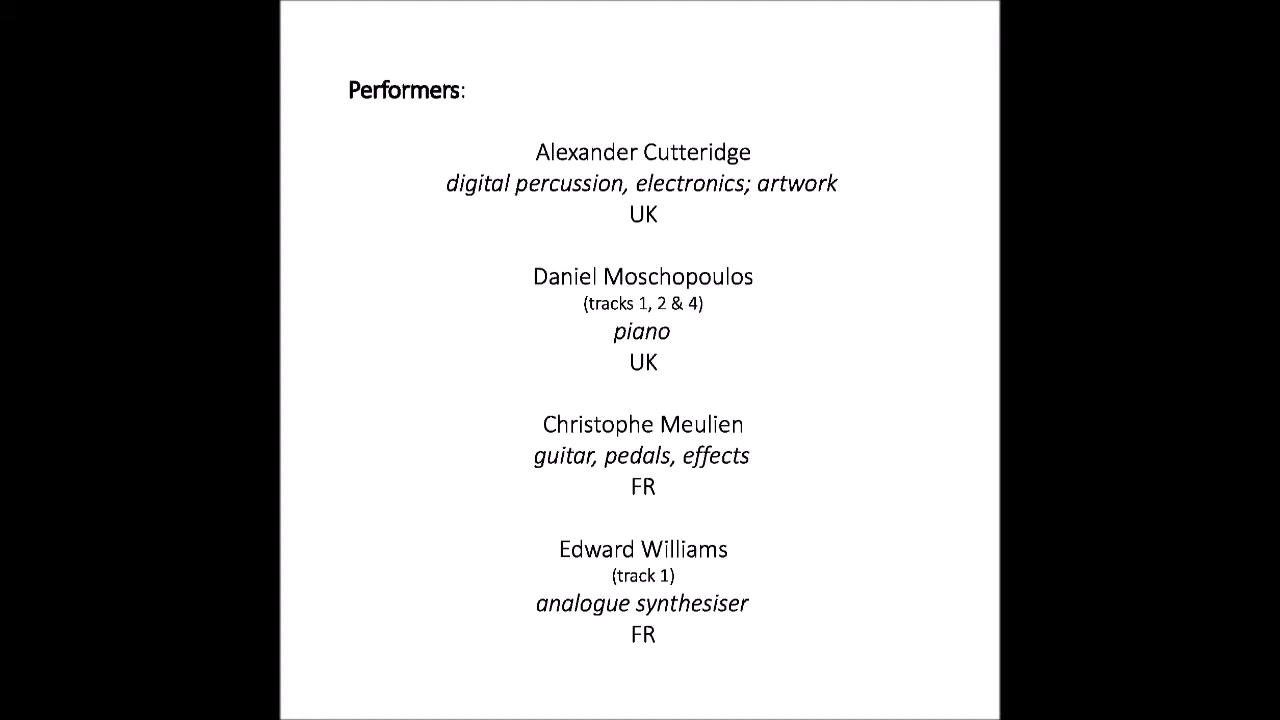 Performers:
Alexander Cutteridge
digital percussion, electronics; artwork
UK
Daniel Moschopoulos
(tracks 1, 2 & 4)
piano
UK
Christophe Meulien
guitar, pedals, effects
FR
Edward Williams
(track 1)
analogue synthesiser
FR